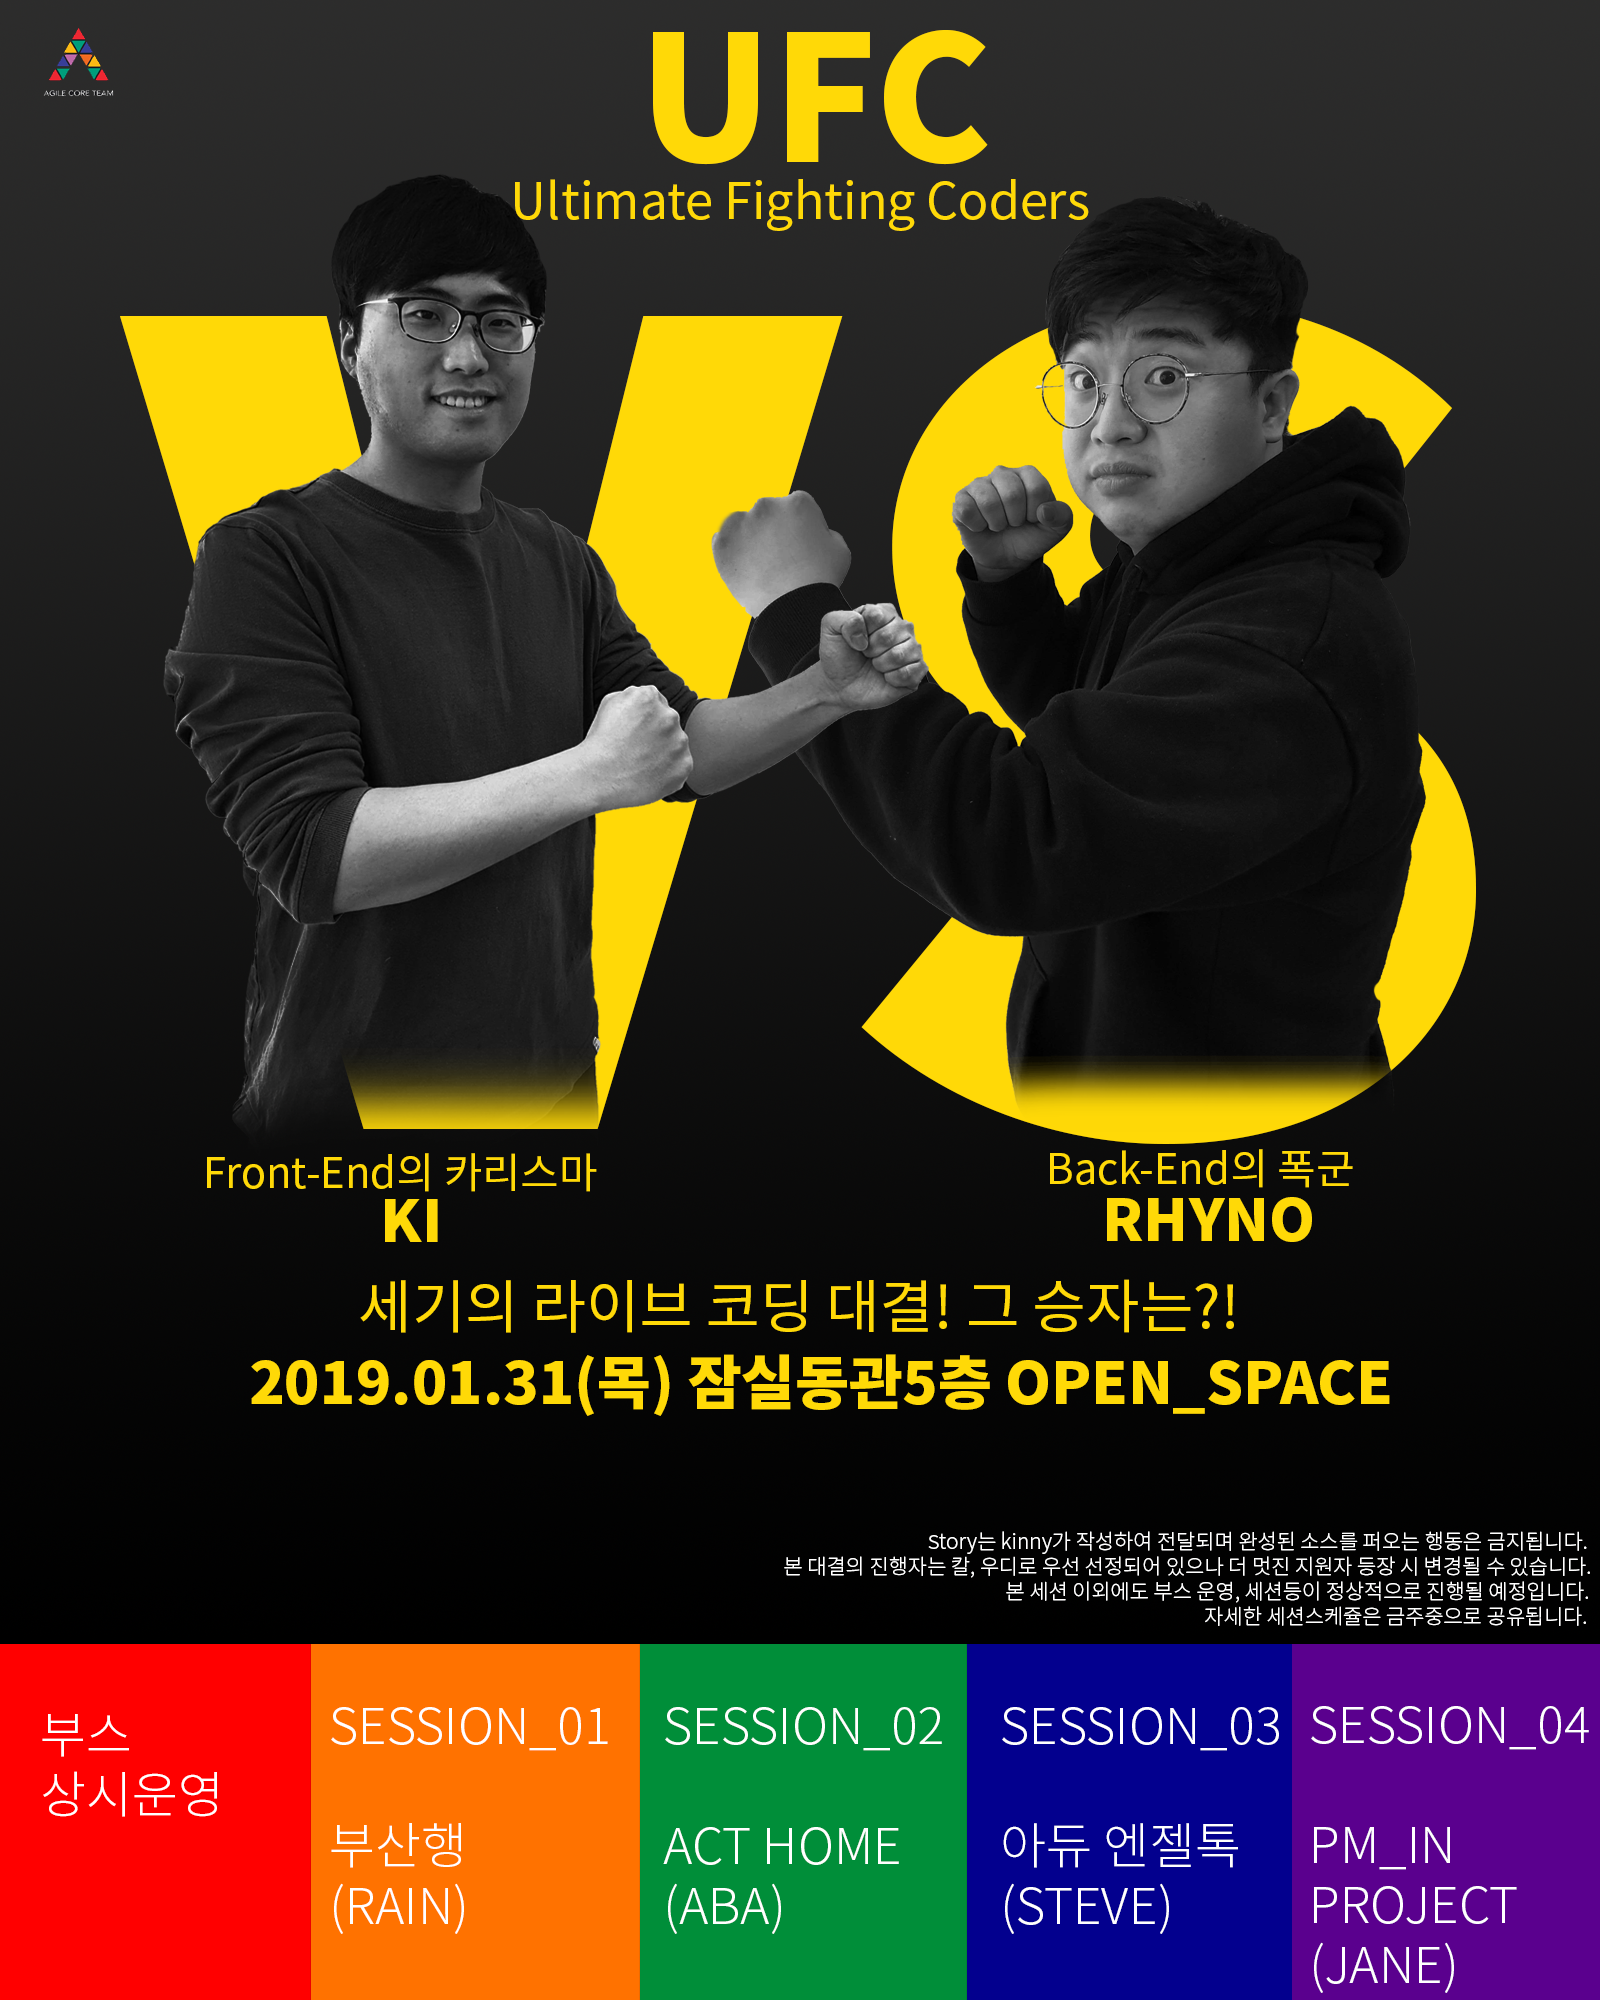 AGILE CORE TEAM
UFC
Ultimate Fighting Coders
VS
Front-End의 카리스마
KI
Back-End의 폭군
RHYNO
세기의 라이브 코딩 대결! 그 승자는?!
2019.01.31(목) 잠실동관5층 OPEN_SPACE
Story는 kinny가 작성하여 전달되며 완성된 소스를 퍼오는 행동은 금지됩니다.
본 대결의 진행자는 칼, 우디로 우선 선정되어 있으나 더 멋진 지원자 등장 시 변경될 수 있습니다.
본 세션 이외에도 부스 운영, 세션등이 정상적으로 진행될 예정입니다.
자세한 세션스케쥴은 금주중으로 공유됩니다.
부스
상시운영
SESSION_01
부산행
(RAIN)
SESSION_02
ACT HOME
(ABA)
SESSION_03
아듀 엔젤톡
(STEVE)
SESSION_04
PM_IN
PROJECT
(JANE)